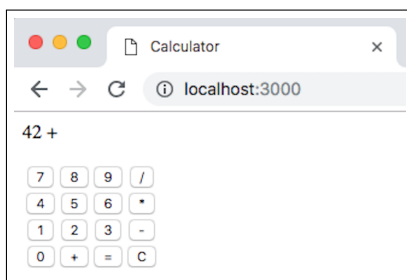 Calculator
localhost:3000
42 +
7 8 9 /
4 5 6 *
1 2 3 -
0 + = C